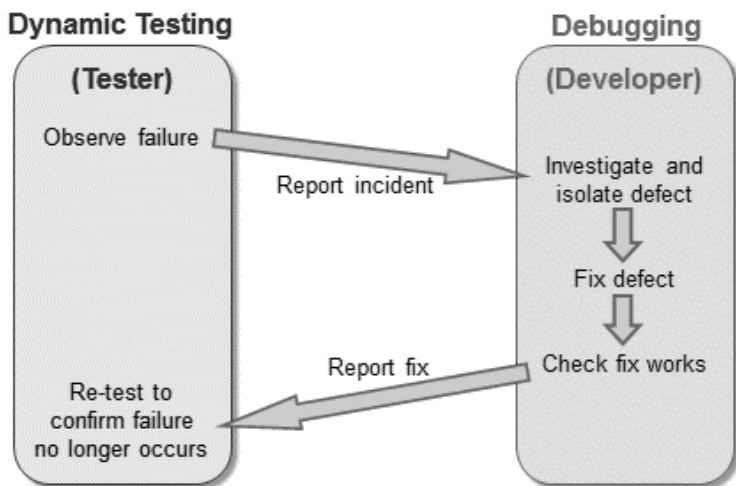 Dynamic Testing
(Tester)
Observe failure
Re-test to
confirm failure
no longer occurs
Report incident
Report fix
Debugging
(Developer)
Investigate and
isolate defect
Fix defect
Check fix works